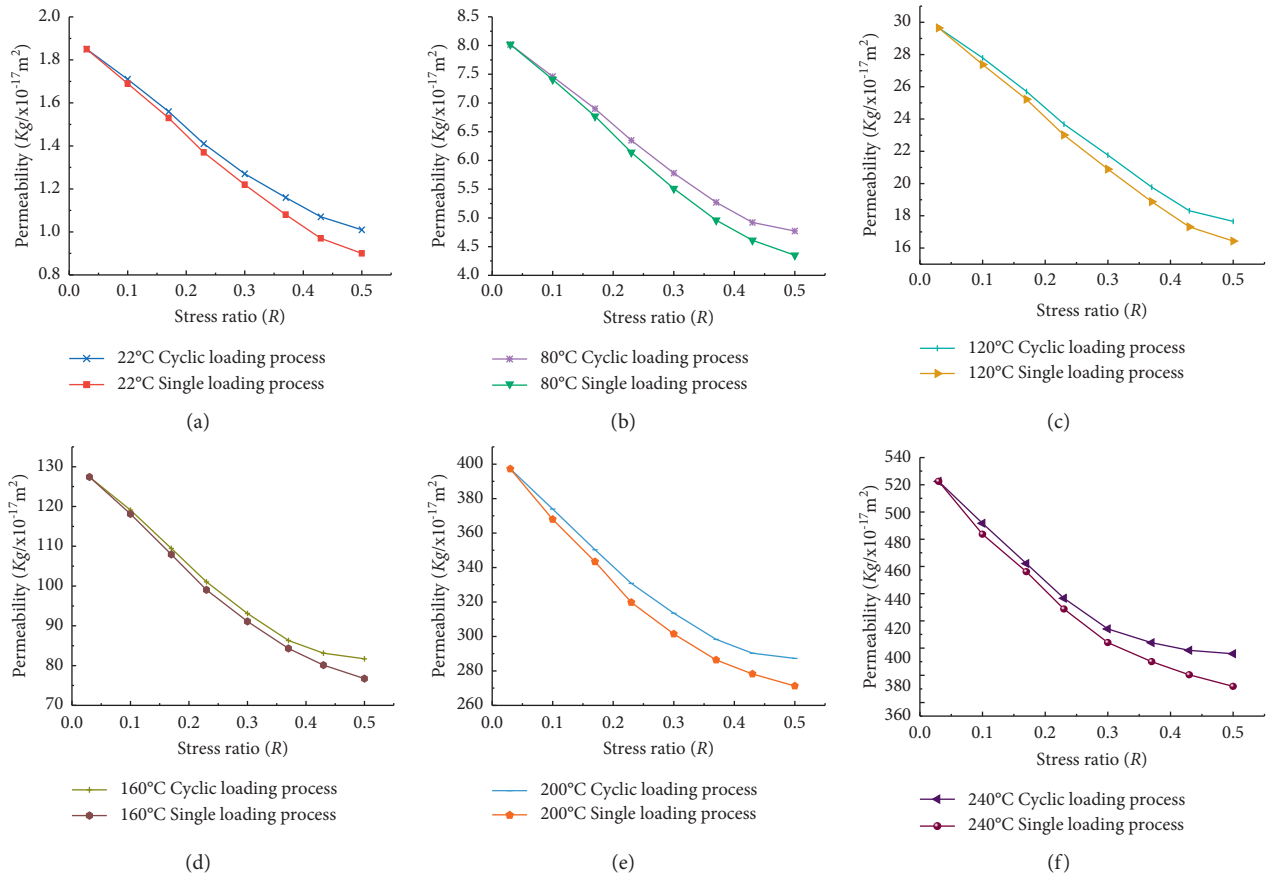 Permeability (Kg/x10⁻¹⁷m²)
2.0
1.8
1.6
1.4
1.2
1.0
0.8
0.0 0.1 0.2 0.3 0.4 0.5
Stress ratio (R)
22°C Cyclic loading process
22°C Single loading process
(a)
Permeability (Kg/x10⁻¹⁷m²)
8.5
8.0
7.5
7.0
6.5
6.0
5.5
5.0
4.5
4.0
0.0 0.1 0.2 0.3 0.4 0.5
Stress ratio (R)
80°C Cyclic loading process
80°C Single loading process
(b)
Permeability (Kg/x10⁻¹⁷m²)
30
28
26
24
22
20
18
16
0.0 0.1 0.2 0.3 0.4 0.5
Stress ratio (R)
120°C Cyclic loading process
120°C Single loading process
(c)
Permeability (Kg/x10⁻¹⁷m²)
130
120
110
100
90
80
70
0.0 0.1 0.2 0.3 0.4 0.5
Stress ratio (R)
160°C Cyclic loading process
160°C Single loading process
(d)
Permeability (Kg/x10⁻¹⁷m²)
400
380
360
340
320
300
280
260
0.0 0.1 0.2 0.3 0.4 0.5
Stress ratio (R)
200°C Cyclic loading process
200°C Single loading process
(e)
Permeability (Kg/x10⁻¹⁷m²)
540
520
500
480
460
440
420
400
380
360
0.0 0.1 0.2 0.3 0.4 0.5
Stress ratio (R)
240°C Cyclic loading process
240°C Single loading process
(f)